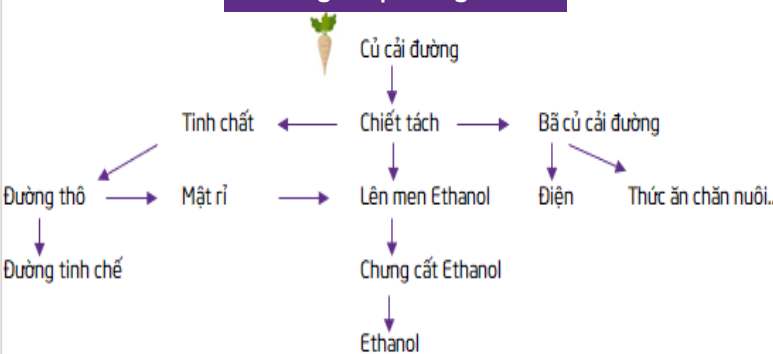 Củ cải đường
Tinh chất Chiết tách Bã củ cải đường
Đường thô Mật rỉ Lên men Ethanol Điện Thức ăn chăn nuôi..
Đường tinh chế Chưng cất Ethanol
Ethanol